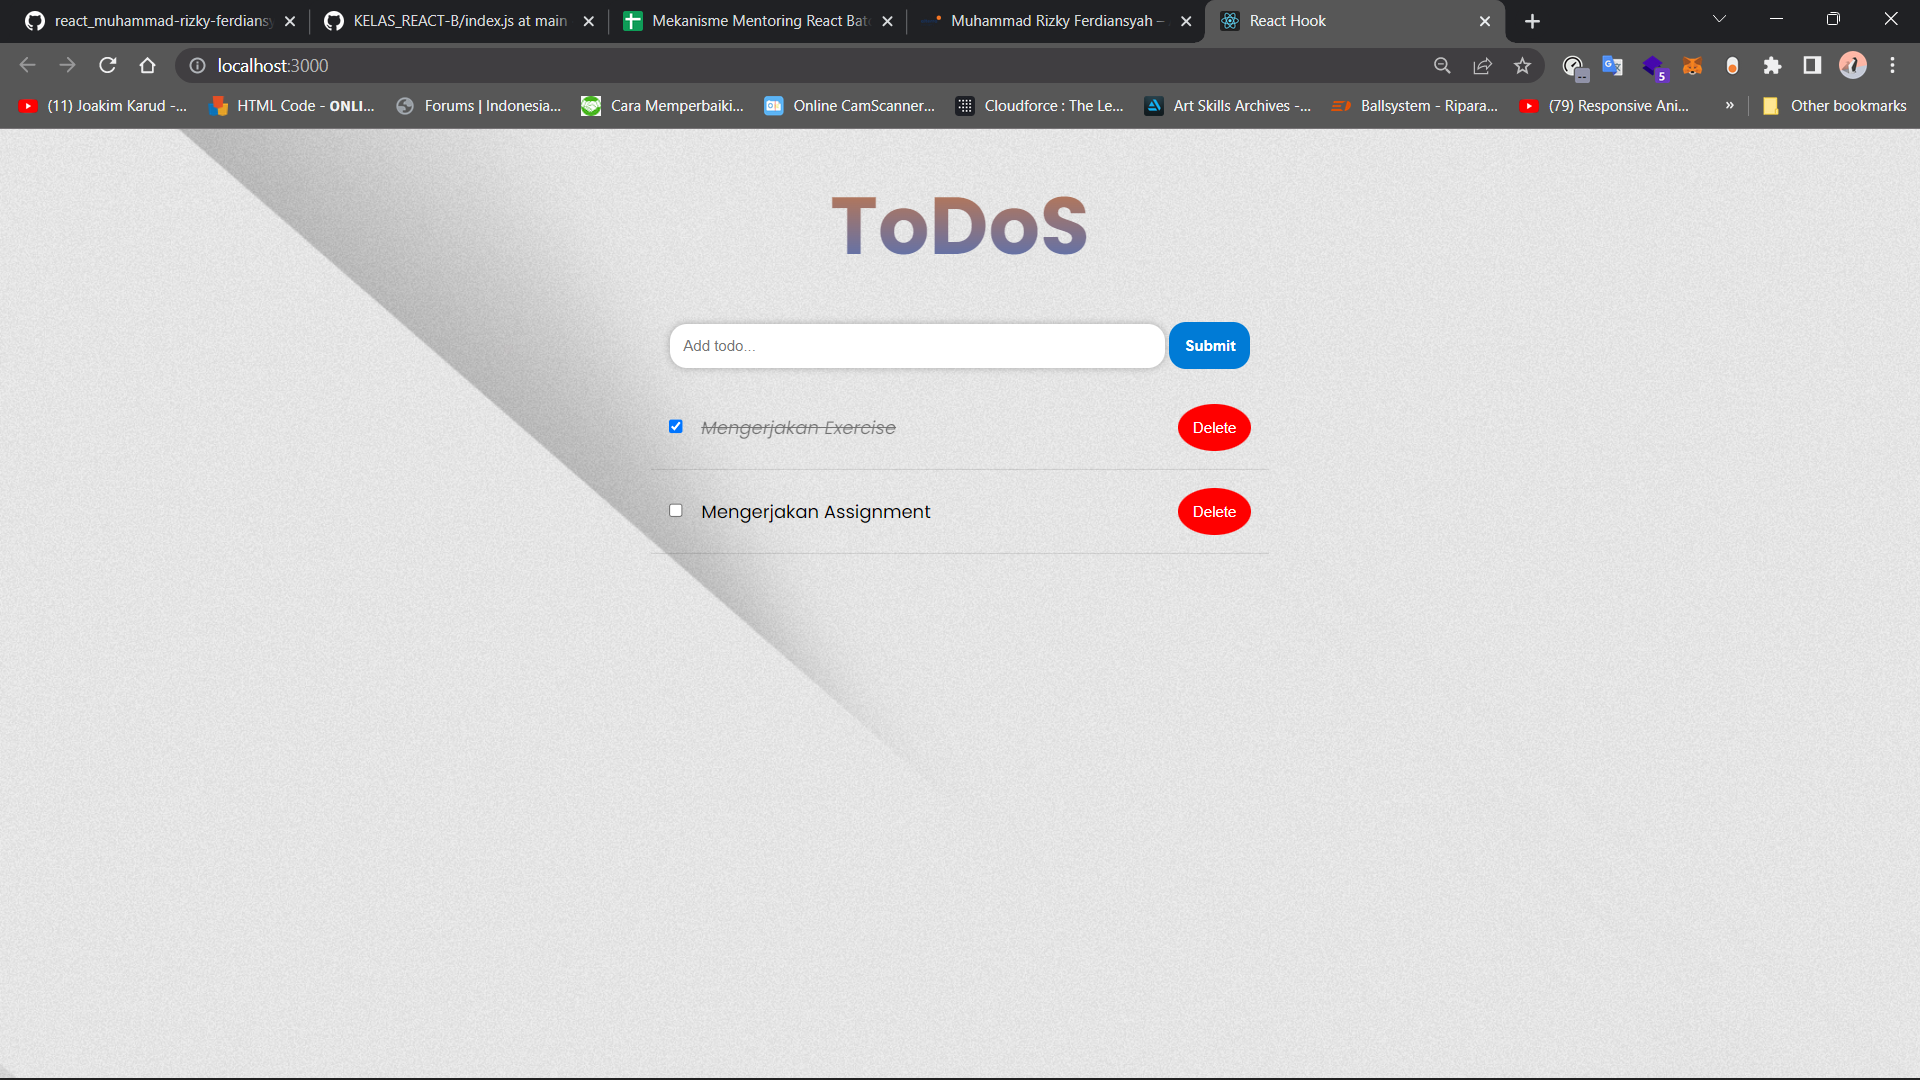 react_muhammad-rizky-ferdians
KELAS_REACT-B/index.js at main
Mekanisme Mentoring React Bat
Muhammad Rizky Ferdiansyah –
React Hook
localhost:3000
5
(11) Joakim Karud -...
HTML Code - ONLI...
Forums | Indonesia...
Cara Memperbaiki...
Online CamScanner...
Cloudforce : The Le...
Art Skills Archives -...
Ballsystem - Ripara...
(79) Responsive Ani...
»
Other bookmarks
ToDoS
Add todo...
Submit
Mengerjakan Exercise
Delete
Mengerjakan Assignment
Delete